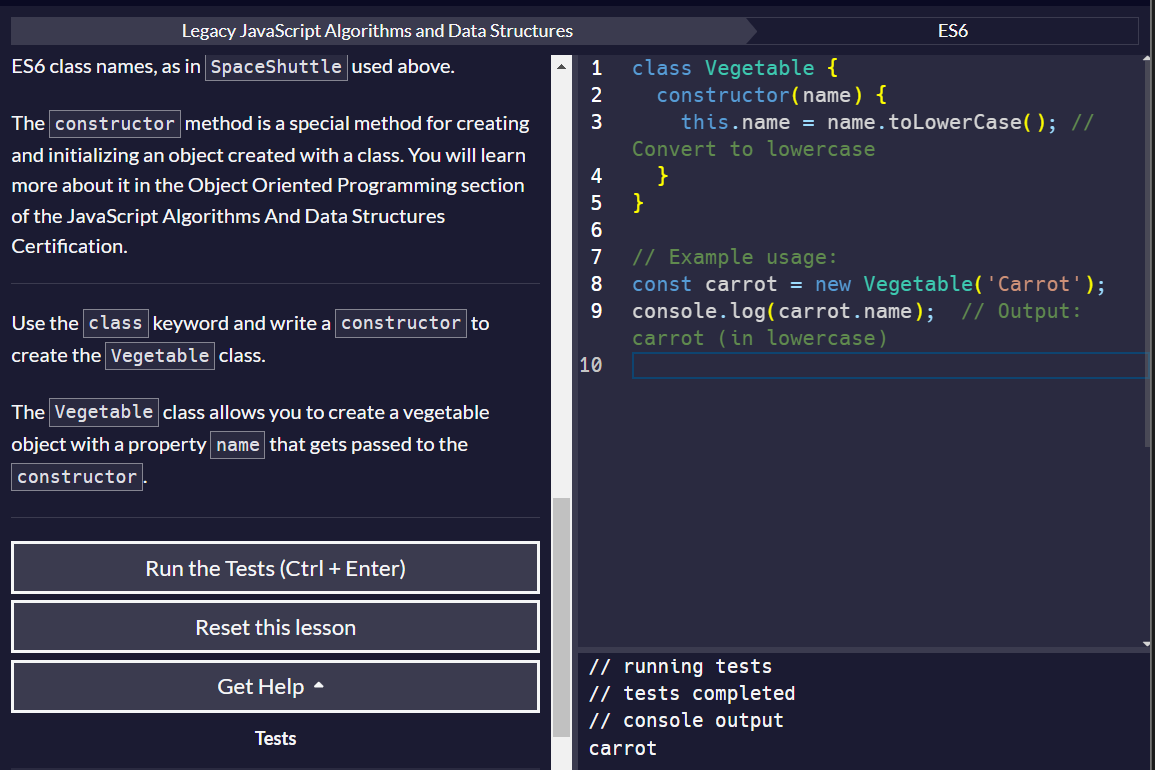 Legacy JavaScript Algorithms and Data Structures
ES6
ES6 class names, as in SpaceShuttle used above.
The constructor method is a special method for creating
and initializing an object created with a class. You will learn
more about it in the Object Oriented Programming section
of the JavaScript Algorithms And Data Structures
Certification.
Use the class keyword and write a constructor to
create the Vegetable class.
The Vegetable class allows you to create a vegetable
object with a property name that gets passed to the
constructor.
Run the Tests (Ctrl + Enter)
Reset this lesson
Get Help
Tests
1 class Vegetable {
2   constructor(name) {
3     this.name = name.toLowerCase(); //
Convert to lowercase
4   }
5 }
6
7 // Example usage:
8 const carrot = new Vegetable('Carrot');
9 console.log(carrot.name);  // Output:
carrot (in lowercase)
10
// running tests
// tests completed
// console output
carrot